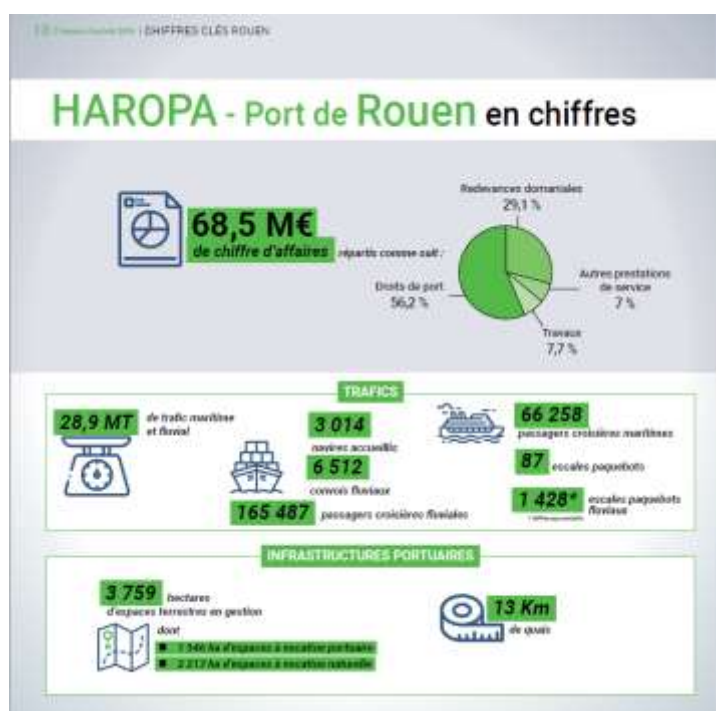 CHIFFRES CLÉS ROUEN
HAROPA - Port de Rouen en chiffres
68,5 M€
de chiffre d'affaires
répartis comme suit :
Redevances domaniales
29,1 %
Autres prestations
de service
7 %
Travaux
7,7 %
Droits de port
56,2 %
TRAFICS
28,9 MT
de trafic maritime
et fluvial
3 014
navires accueillis
6 512
convois fluviaux
165 487 passagers croisières fluviales
66 258
passagers croisières maritimes
87 escales paquebots
1 428* escales paquebots
fluviaux
INFRASTRUCTURES PORTUAIRES
3 759 hectares
d'espaces terrestres en gestion
dont
1 546 ha d'espaces à vocation portuaire
2 213 ha d'espaces à vocation naturelle
13 Km
de quais